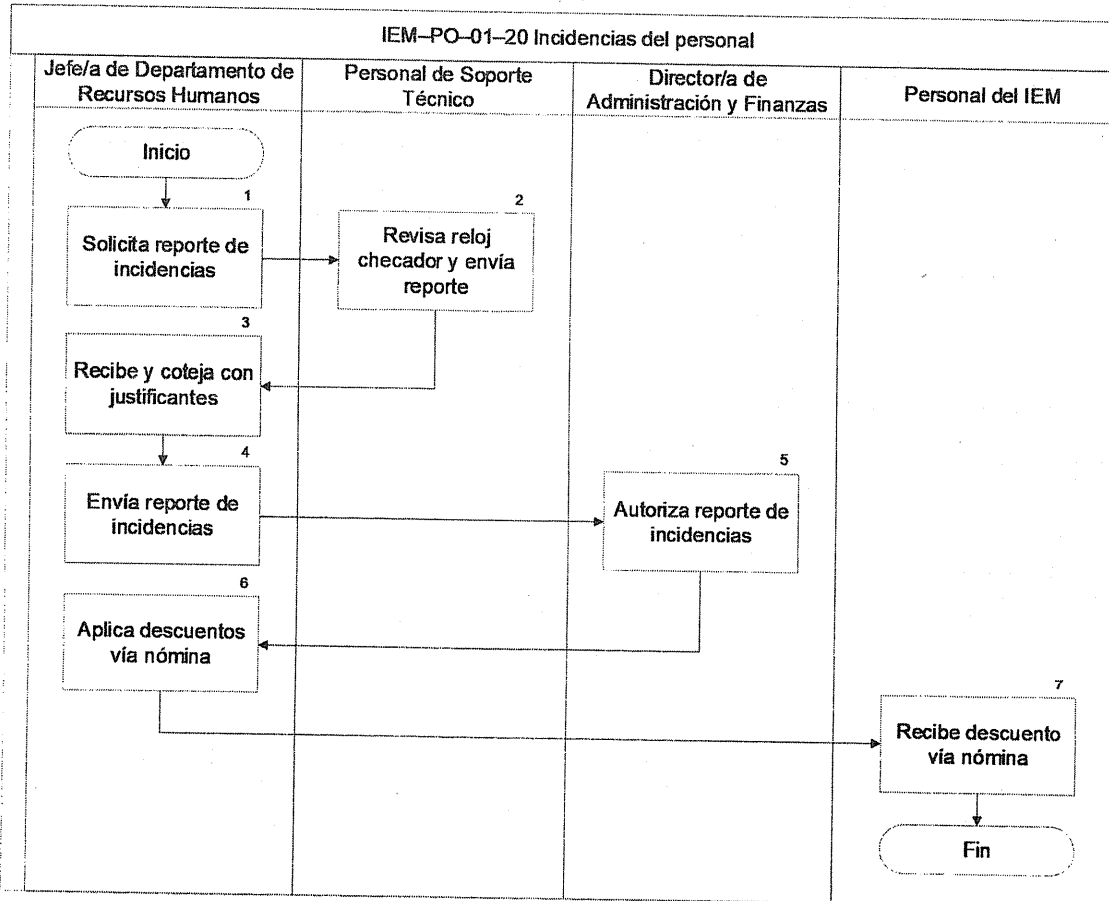 IEM–PO–01–20 Incidencias del personal
Jefe/a de Departamento de
Recursos Humanos
Personal de Soporte
Técnico
Director/a de
Administración y Finanzas
Personal del IEM
Inicio
1
Solicita reporte de
incidencias
2
Revisa reloj
checador y envía
reporte
3
Recibe y coteja con
justificantes
4
Envía reporte de
incidencias
5
Autoriza reporte de
incidencias
6
Aplica descuentos
vía nómina
7
Recibe descuento
vía nómina
Fin